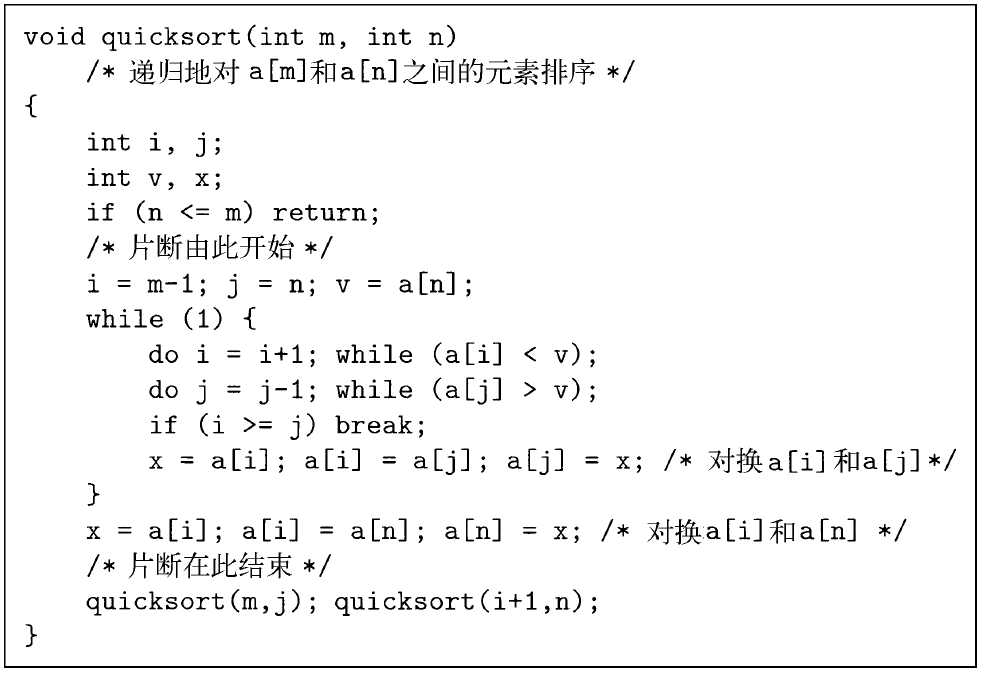 void quicksort(int m, int n)
    /* 递归地对 a[m]和a[n]之间的元素排序 */
{
    int i, j;
    int v, x;
    if (n <= m) return;
    /* 片断由此开始 */
    i = m-1; j = n; v = a[n];
    while (1) {
        do i = i+1; while (a[i] < v);
        do j = j-1; while (a[j] > v);
        if (i >= j) break;
        x = a[i]; a[i] = a[j]; a[j] = x; /* 对换a[i]和a[j]*/
    }
    x = a[i]; a[i] = a[n]; a[n] = x; /* 对换a[i]和a[n] */
    /* 片断在此结束 */
    quicksort(m,j); quicksort(i+1,n);
}